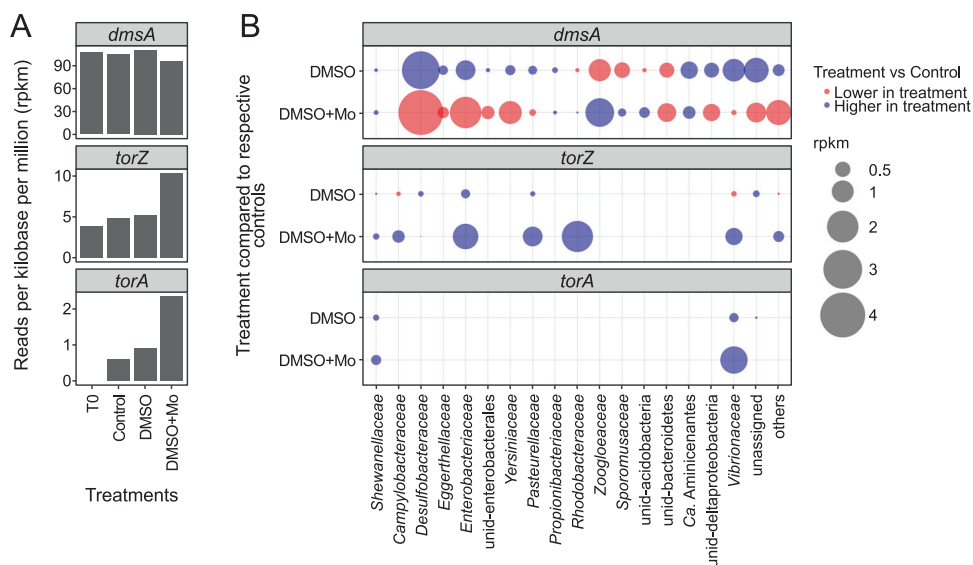 A
Reads per kilobase per million (rpkm)
dmsA
90
60
30
0
torZ
10
5
0
torA
2
1
0
T0
Control
DMSO
DMSO+Mo
Treatments
B
Treatment compared to respective
controls
dmsA
DMSO
DMSO+Mo
torZ
DMSO
DMSO+Mo
torA
DMSO
DMSO+Mo
Shewanellaceae
Campylobacteraceae
Desulfobacteraceae
Eggerthellaceae
Enterobacteriaceae
unid-enterobacterales
Yersiniaceae
Pasteurellaceae
Propionibacteriaceae
Rhodobacteraceae
Zoogloeaceae
Sporomusaceae
unid-acidobacteria
unid-bacteroidetes
Ca. Aminicenantes
unid-deltaproteobacteria
Vibrionaceae
unassigned
others
Treatment vs Control
Lower in treatment
Higher in treatment
rpkm
0.5
1
2
3
4